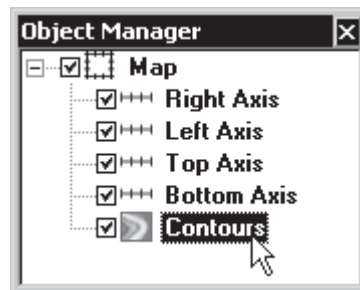 Object Manager
Map
Right Axis
Left Axis
Top Axis
Bottom Axis
Contours